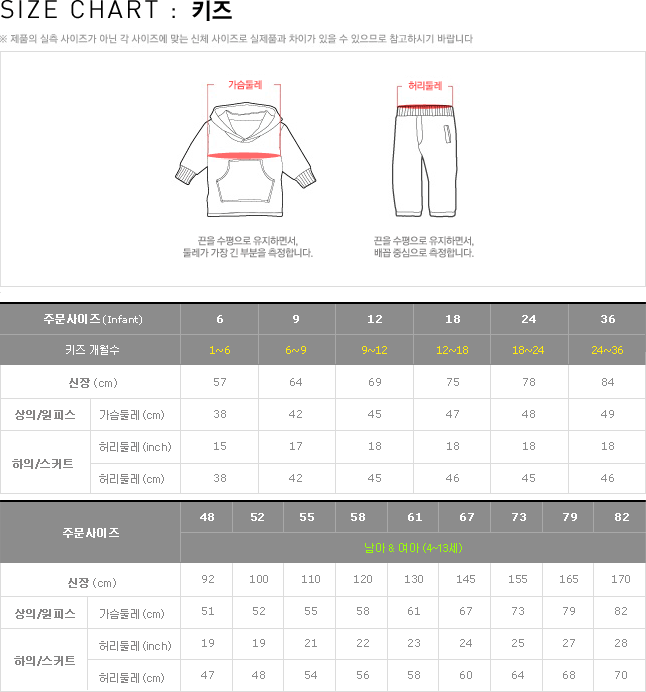 SIZE CHART : 키즈
※ 제품의 실측 사이즈가 아닌 각 사이즈에 맞는 신체 사이즈로 실제품과 차이가 있을 수 있으므로 참고하시기 바랍니다
가슴둘레 허리둘레
끈을 수평으로 유지하면서,
둘레가 가장 긴 부분을 측정합니다.
끈을 수평으로 유지하면서,
배꼽 중심으로 측정합니다.
주문사이즈(Infant) 6 9 12 18 24 36
키즈 개월수 1~6 6~9 9~12 12~18 18~24 24~36
신장 (cm) 57 64 69 75 78 84
상의/원피스 가슴둘레(cm) 38 42 45 47 48 49
하의/스커트
허리둘레(inch) 15 17 18 18 18 18
허리둘레(cm) 38 42 45 46 45 46
주문사이즈
48 52 55 58 61 67 73 79 82
남아 & 여아 (4~13세)
신장 (cm) 92 100 110 120 130 145 155 165 170
상의/원피스 가슴둘레(cm) 51 52 55 58 61 67 73 79 82
하의/스커트
허리둘레(inch) 19 19 21 22 23 24 25 27 28
허리둘레(cm) 47 48 54 56 58 60 64 68 70